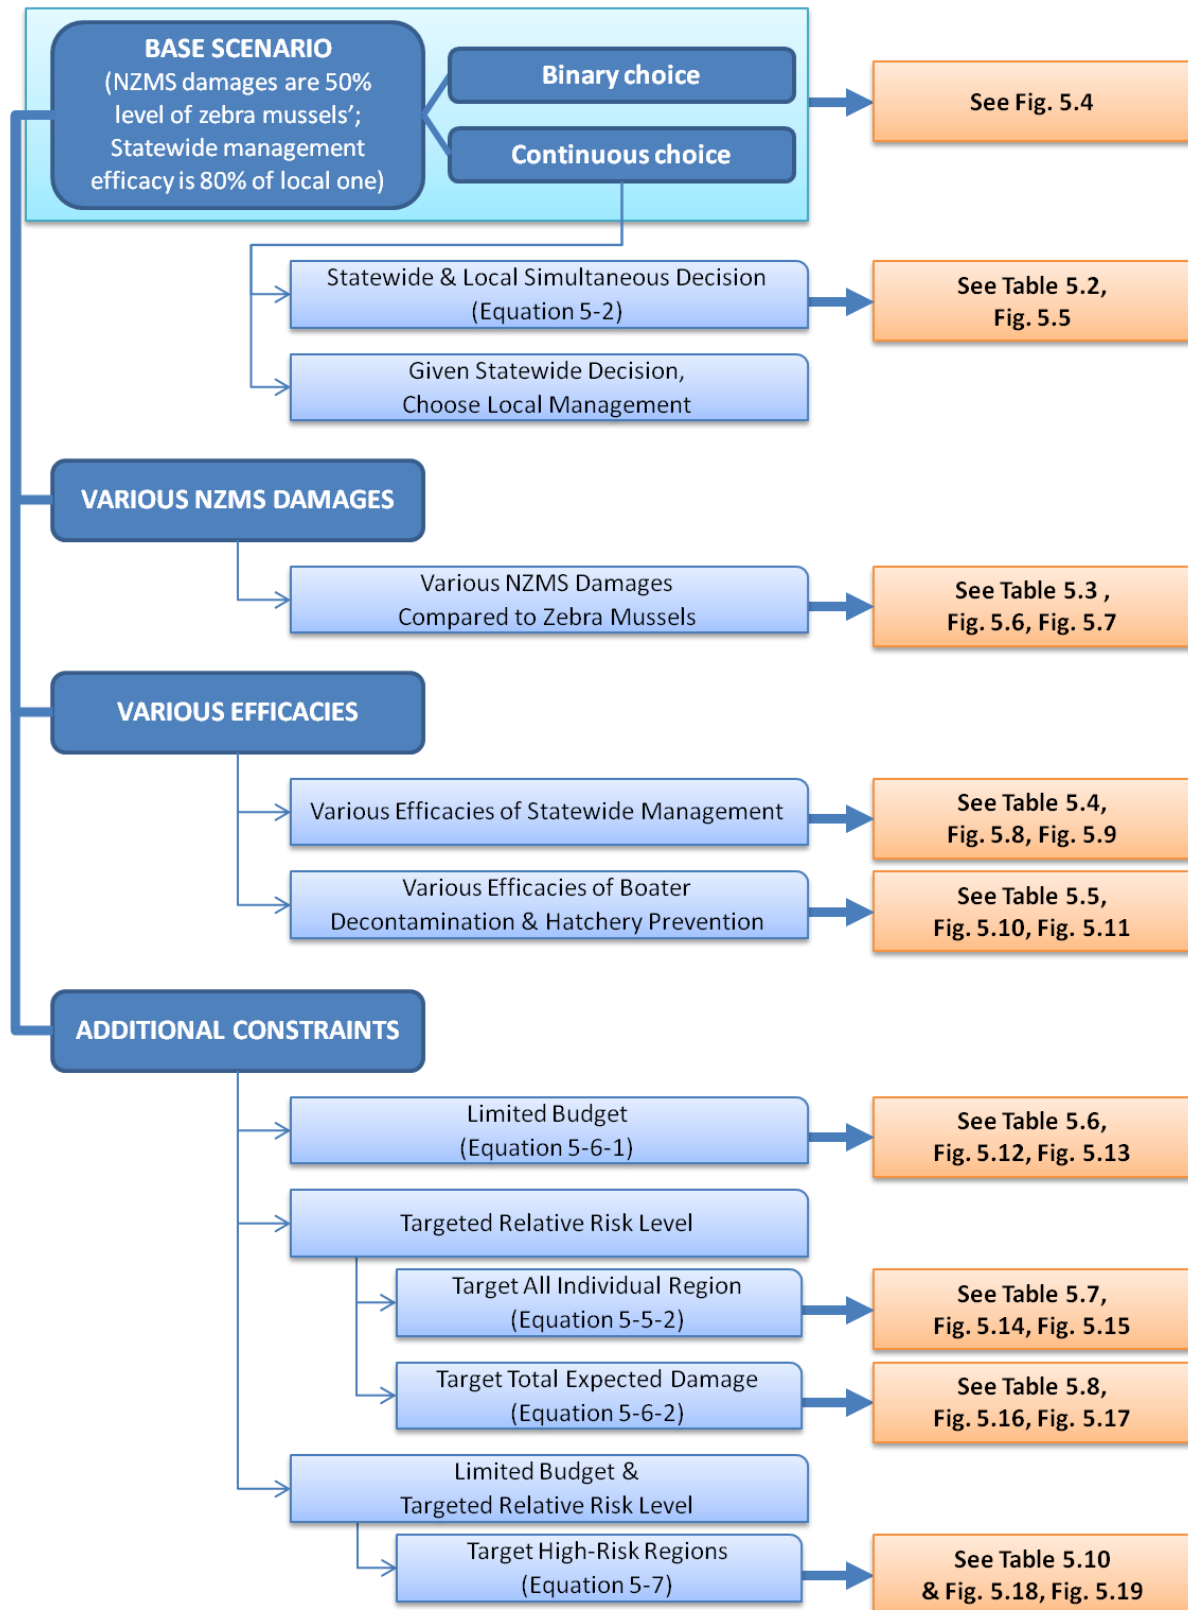 BASE SCENARIO
(NZMS damages are 50%
level of zebra mussels’;
Statewide management
efficacy is 80% of local one)
Binary choice
Continuous choice
See Fig. 5.4
Statewide & Local Simultaneous Decision
(Equation 5-2)
See Table 5.2,
Fig. 5.5
Given Statewide Decision,
Choose Local Management
VARIOUS NZMS DAMAGES
Various NZMS Damages
Compared to Zebra Mussels
See Table 5.3 ,
Fig. 5.6, Fig. 5.7
VARIOUS EFFICACIES
Various Efficacies of Statewide Management
See Table 5.4,
Fig. 5.8, Fig. 5.9
Various Efficacies of Boater
Decontamination & Hatchery Prevention
See Table 5.5,
Fig. 5.10, Fig. 5.11
ADDITIONAL CONSTRAINTS
Limited Budget
(Equation 5-6-1)
See Table 5.6,
Fig. 5.12, Fig. 5.13
Targeted Relative Risk Level
Target All Individual Region
(Equation 5-5-2)
See Table 5.7,
Fig. 5.14, Fig. 5.15
Target Total Expected Damage
(Equation 5-6-2)
See Table 5.8,
Fig. 5.16, Fig. 5.17
Limited Budget &
Targeted Relative Risk Level
Target High-Risk Regions
(Equation 5-7)
See Table 5.10
& Fig. 5.18, Fig. 5.19